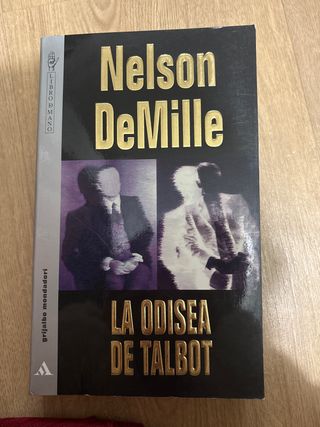 Nelson
DeMille
LA ODISEA
DE TALBOT
LIBRO DE MANO
grijalbo mondadori